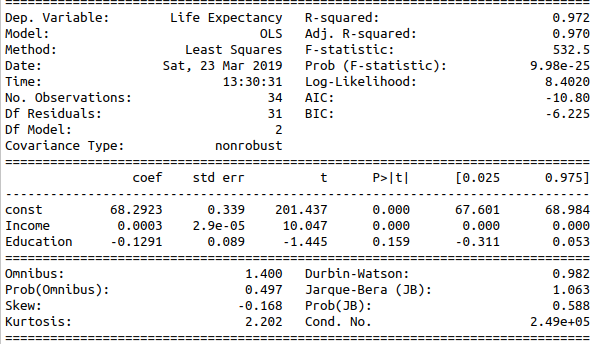 ==============================================================================
Dep. Variable:        Life Expectancy   R-squared:                       0.972
Model:                            OLS   Adj. R-squared:                  0.970
Method:                 Least Squares   F-statistic:                     532.5
Date:                Sat, 23 Mar 2019   Prob (F-statistic):           9.98e-25
Time:                        13:30:31   Log-Likelihood:                 8.4020
No. Observations:                  34   AIC:                            -10.80
Df Residuals:                      31   BIC:                            -6.225
Df Model:                           2
Covariance Type:            nonrobust
==============================================================================
                 coef    std err          t      P>|t|      [0.025      0.975]
------------------------------------------------------------------------------
const         68.2923      0.339    201.437      0.000      67.601      68.984
Income         0.0003    2.9e-05     10.047      0.000       0.000       0.000
Education     -0.1291      0.089     -1.445      0.159      -0.311       0.053
==============================================================================
Omnibus:                        1.400   Durbin-Watson:                   0.982
Prob(Omnibus):                  0.497   Jarque-Bera (JB):                1.063
Skew:                          -0.168   Prob(JB):                        0.588
Kurtosis:                       2.202   Cond. No.                     2.49e+05
==============================================================================